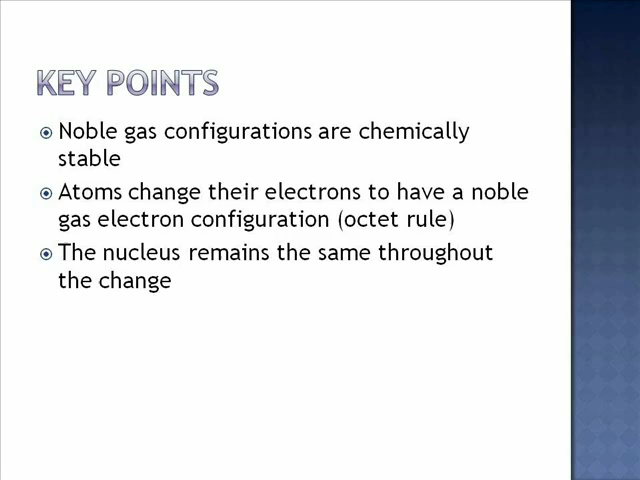 KEY POINTS
Noble gas configurations are chemically
stable
Atoms change their electrons to have a noble
gas electron configuration (octet rule)
The nucleus remains the same throughout
the change